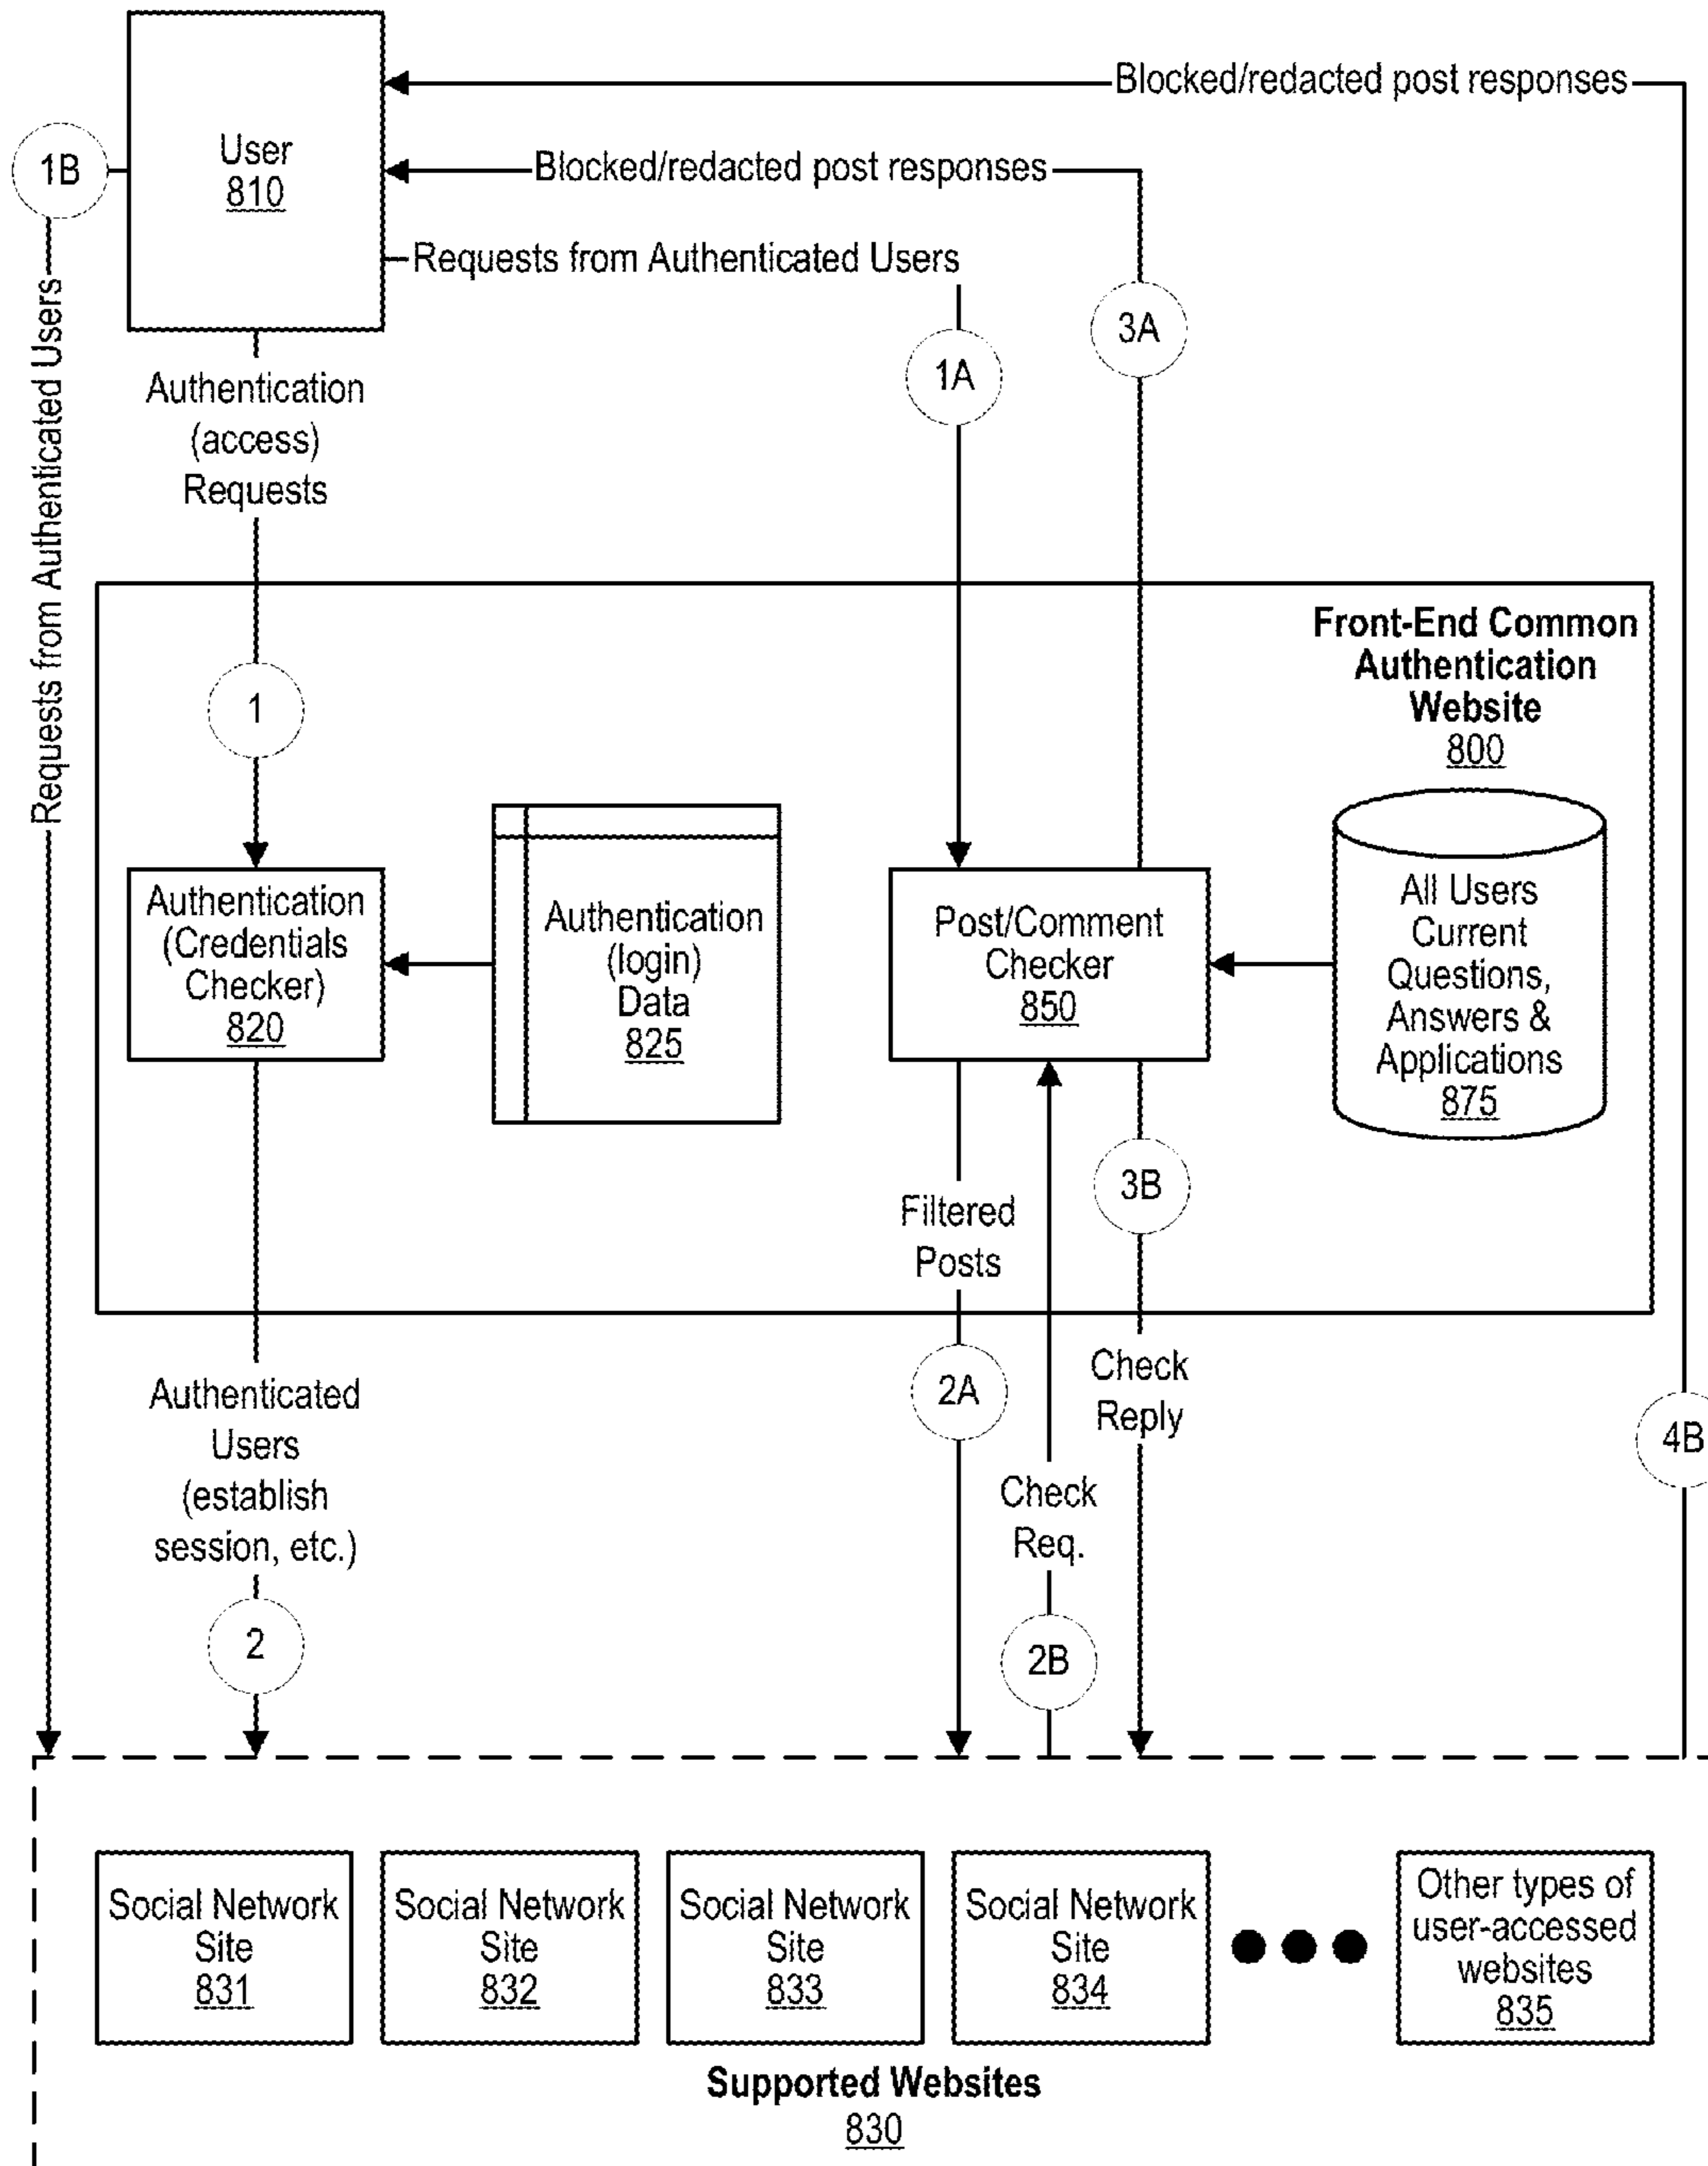 Blocked/redacted post responses
1B
User
810
Blocked/redacted post responses
Requests from Authenticated Users
Requests from Authenticated Users
3A
1A
Authentication
(access)
Requests
Front-End Common
Authentication
Website
800
1
Authentication
(Credentials
Checker)
820
Authentication
(login)
Data
825
Post/Comment
Checker
850
All Users
Current
Questions,
Answers &
Applications
875
3B
Filtered
Posts
Authenticated
Users
(establish
session, etc.)
2A
Check
Reply
4B
Check
Req.
2
2B
Social Network
Site
831
Social Network
Site
832
Social Network
Site
833
Social Network
Site
834
Other types of
user-accessed
websites
835
Supported Websites
830